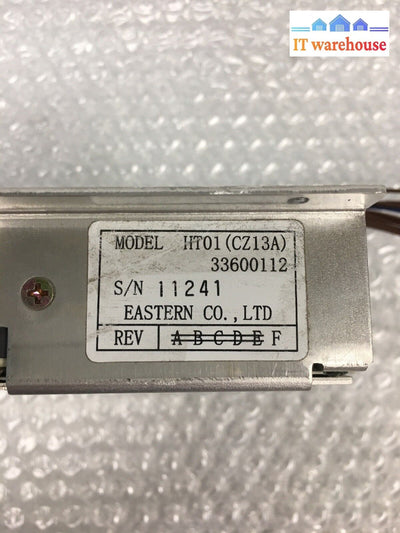 IT warehouse
MODEL HT01(CZ13A)
33600112
S/N 11241
EASTERN CO.,LTD
REV A B C D E F